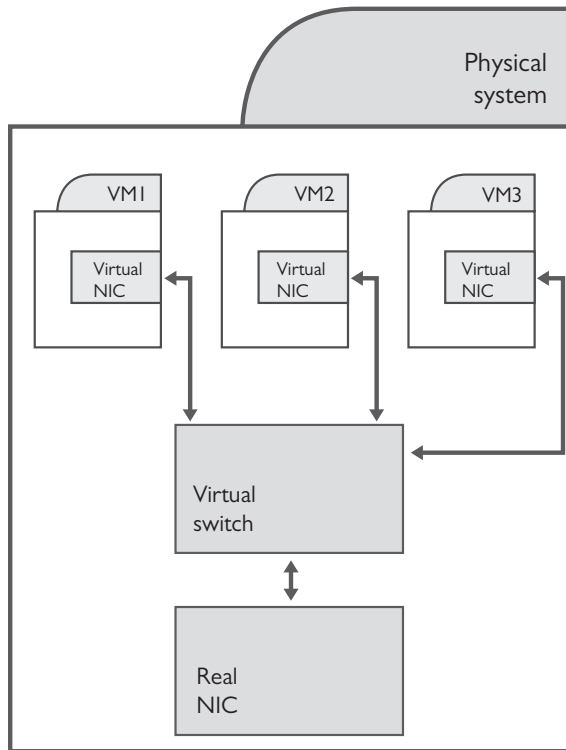 Physical
system
VM1
VM2
VM3
Virtual
NIC
Virtual
NIC
Virtual
NIC
Virtual
switch
Real
NIC